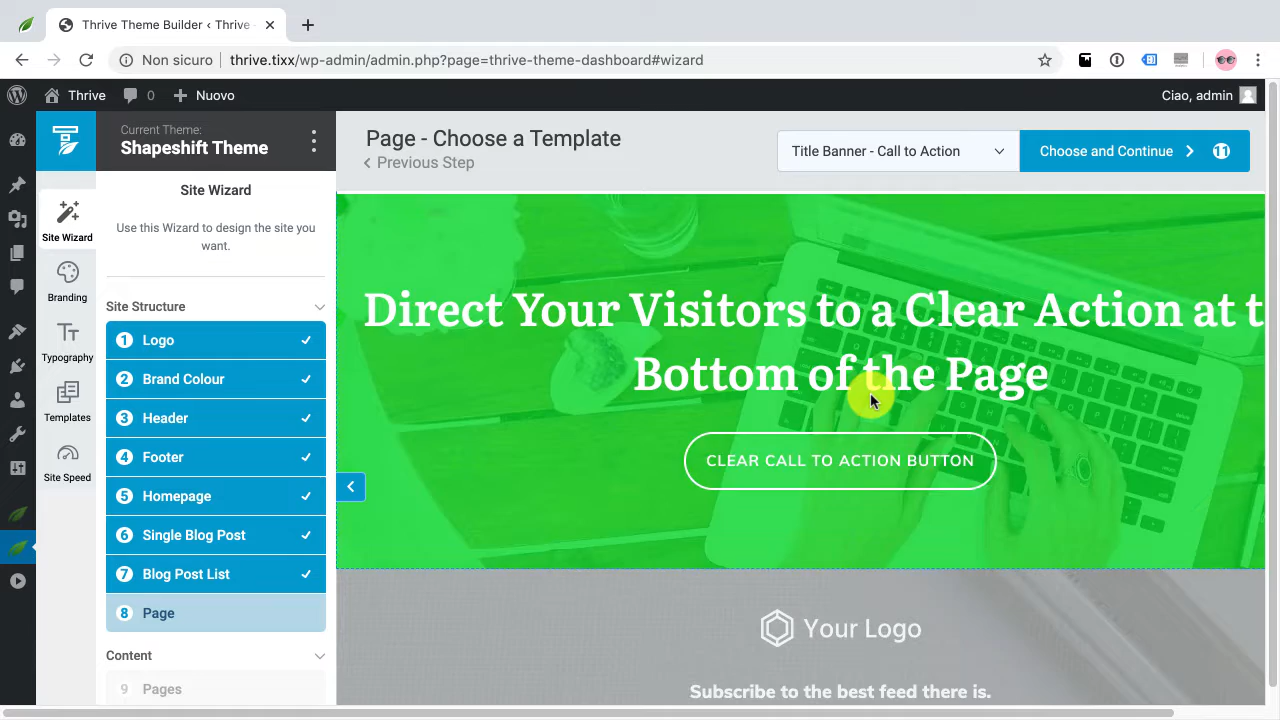 Thrive Theme Builder ‹ Thrive
Non sicuro
thrive.tixx/wp-admin/admin.php?page=thrive-theme-dashboard#wizard
Thrive
0
Nuovo
Ciao, admin
Current Theme:
Shapeshift Theme
Site Wizard
Branding
Typography
Templates
Site Speed
Site Wizard
Use this Wizard to design the site you
want.
Site Structure
1 Logo
2 Brand Colour
3 Header
4 Footer
5 Homepage
6 Single Blog Post
7 Blog Post List
8 Page
Content
9 Pages
Page - Choose a Template
Previous Step
Title Banner - Call to Action
Choose and Continue
11
Direct Your Visitors to a Clear Action at t
Bottom of the Page
CLEAR CALL TO ACTION BUTTON
Your Logo
Subscribe to the best feed there is.